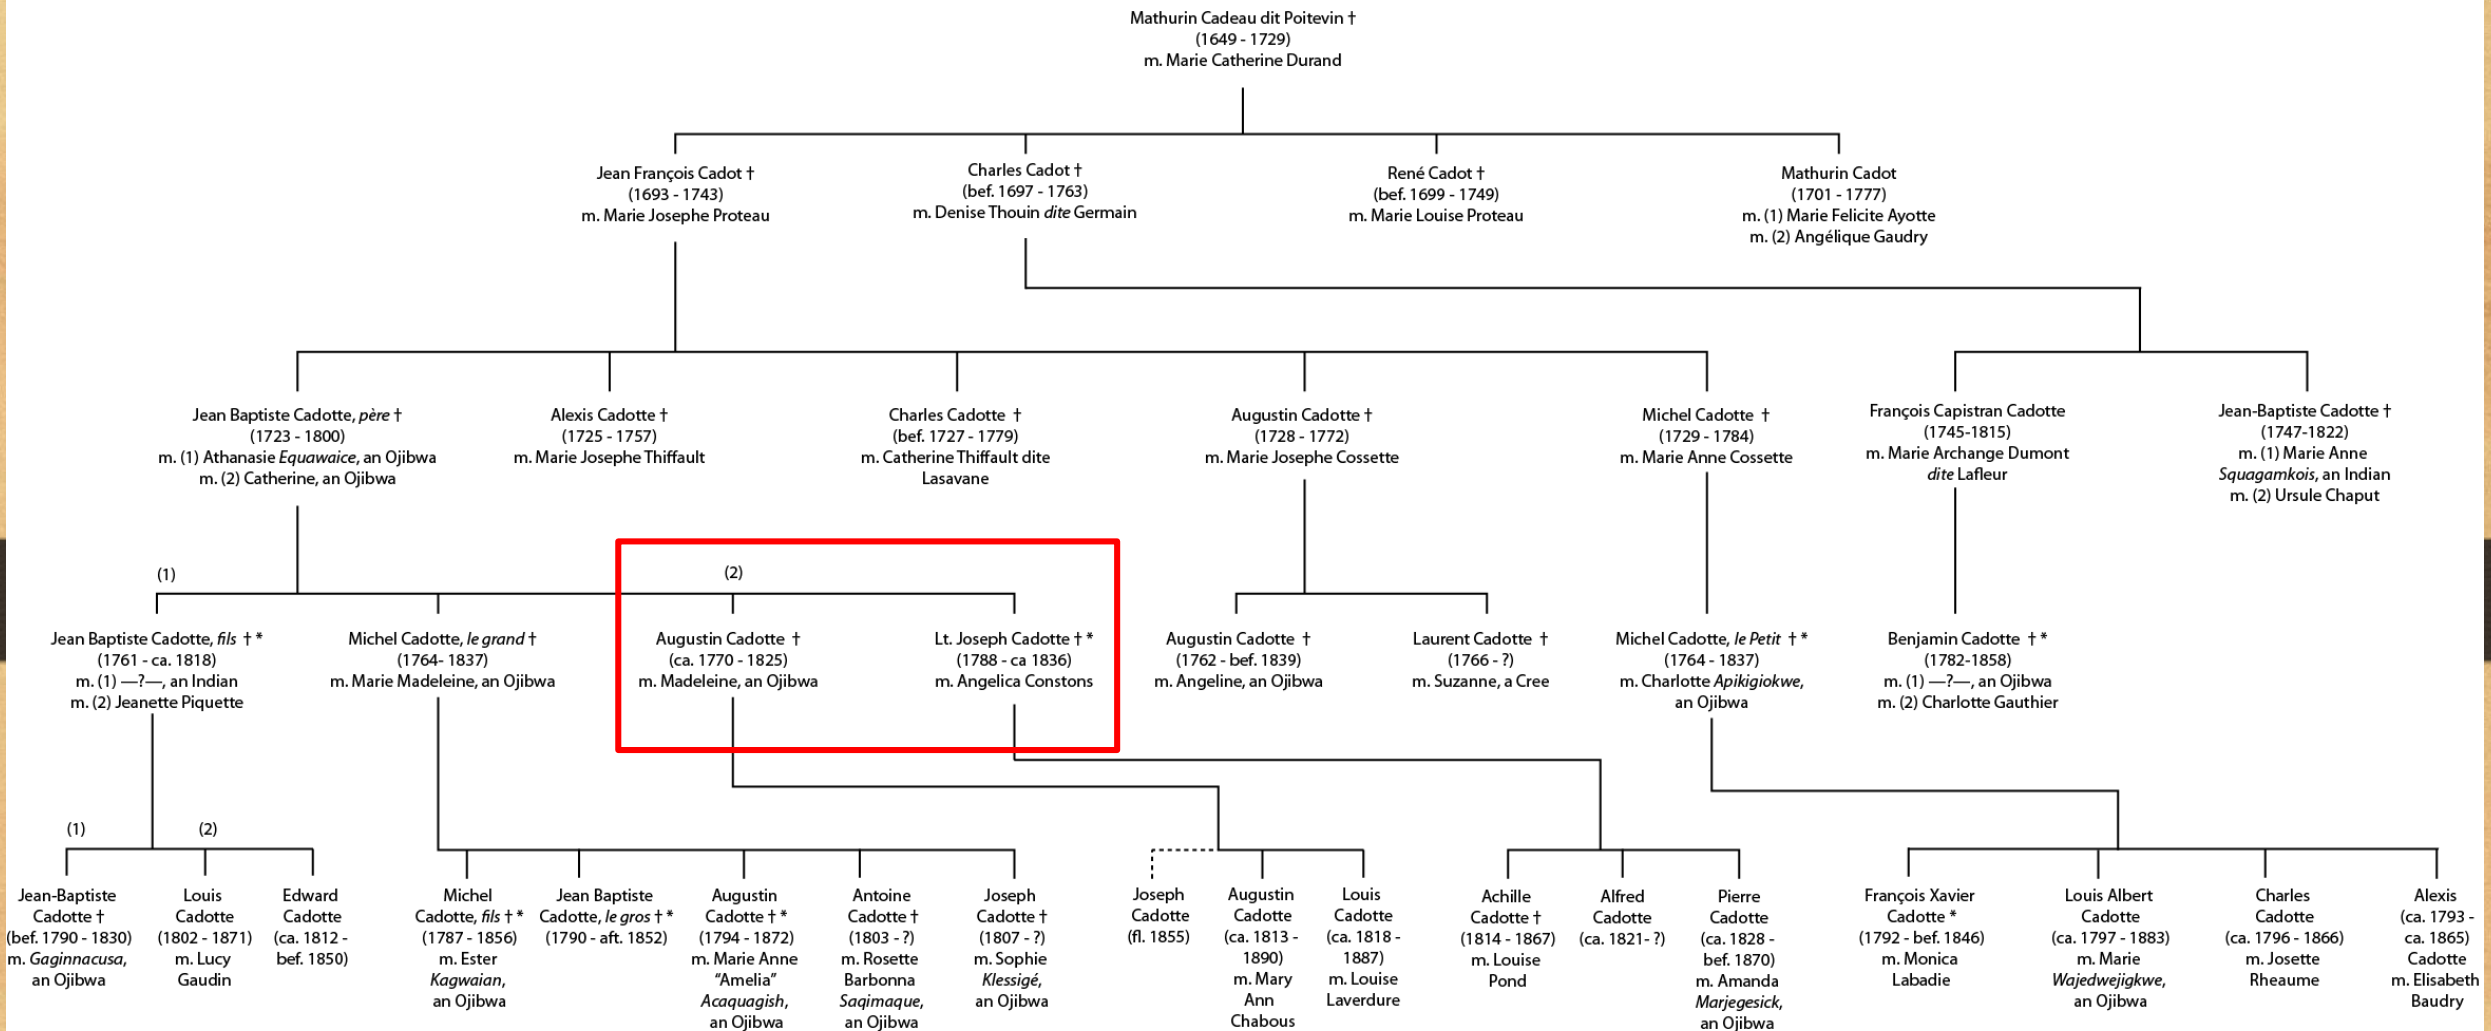 Mathurin Cadeau dit Poitevin †
(1649 - 1729)
m. Marie Catherine Durand
Jean François Cadot †
(1693 - 1743)
m. Marie Josephe Proteau
Charles Cadot †
(bef. 1697 - 1763)
m. Denise Thouin dite Germain
René Cadot †
(bef. 1699 - 1749)
m. Marie Louise Proteau
Mathurin Cadot
(1701 - 1777)
m. (1) Marie Felicite Ayotte
m. (2) Angélique Gaudry
Jean Baptiste Cadotte, père †
(1723 - 1800)
m. (1) Athanasie Equawaice, an Ojibwa
m. (2) Catherine, an Ojibwa
Alexis Cadotte †
(1725 - 1757)
m. Marie Josephe Thiffault
Charles Cadotte †
(bef. 1727 - 1779)
m. Catherine Thiffault dite
Lasavane
Augustin Cadotte †
(1728 - 1772)
m. Marie Josephe Cossette
Michel Cadotte †
(1729 - 1784)
m. Marie Anne Cossette
François Capistran Cadotte
(1745-1815)
m. Marie Archange Dumont
dite Lafleur
Jean-Baptiste Cadotte †
(1747-1822)
m. (1) Marie Anne
Squagamkois, an Indian
m. (2) Ursule Chaput
(1)
(2)
Jean Baptiste Cadotte, fils † *
(1761 - ca. 1818)
m. (1) —?—, an Indian
m. (2) Jeanette Piquette
Michel Cadotte, le grand †
(1764- 1837)
m. Marie Madeleine, an Ojibwa
Augustin Cadotte †
(ca. 1770 - 1825)
m. Madeleine, an Ojibwa
Lt. Joseph Cadotte † *
(1788 - ca 1836)
m. Angelica Constons
Augustin Cadotte †
(1762 - bef. 1839)
m. Angeline, an Ojibwa
Laurent Cadotte †
(1766 - ?)
m. Suzanne, a Cree
Michel Cadotte, le Petit † *
(1764 - 1837)
m. Charlotte Apikigiokwe,
an Ojibwa
Benjamin Cadotte † *
(1782-1858)
m. (1) —?—, an Ojibwa
m. (2) Charlotte Gauthier
(1)
(2)
Jean-Baptiste
Cadotte †
(bef. 1790 - 1830)
m. Gaginnacusa,
an Ojibwa
Louis
Cadotte
(1802 - 1871)
m. Lucy
Gaudin
Edward
Cadotte
(ca. 1812 -
bef. 1850)
Michel
Cadotte, fils † *
(1787 - 1856)
m. Ester
Kagwaian,
an Ojibwa
Jean Baptiste
Cadotte, le gros † *
(1790 - aft. 1852)
Augustin
Cadotte † *
(1794 - 1872)
m. Marie Anne
“Amelia”
Acaquagish,
an Ojibwa
Antoine
Cadotte †
(1803 - ?)
m. Rosette
Barbonna
Saqimaque,
an Ojibwa
Joseph
Cadotte †
(1807 - ?)
m. Sophie
Klessigé,
an Ojibwa
Joseph
Cadotte
(fl. 1855)
Augustin
Cadotte
(ca. 1813 -
1890)
m. Mary
Ann
Chabous
Louis
Cadotte
(ca. 1818 -
1887)
m. Louise
Laverdure
Achille
Cadotte †
(1814 - 1867)
m. Louise
Pond
Alfred
Cadotte
(ca. 1821- ?)
Pierre
Cadotte
(ca. 1828 -
bef. 1870)
m. Amanda
Marjegesick,
an Ojibwa
François Xavier
Cadotte *
(1792 - bef. 1846)
m. Monica
Labadie
Louis Albert
Cadotte
(ca. 1797 - 1883)
m. Marie
Wajedwejigkwe,
an Ojibwa
Charles
Cadotte
(ca. 1796 - 1866)
m. Josette
Rheaume
Alexis
(ca. 1793 -
ca. 1865)
Cadotte
m. Elisabeth
Baudry